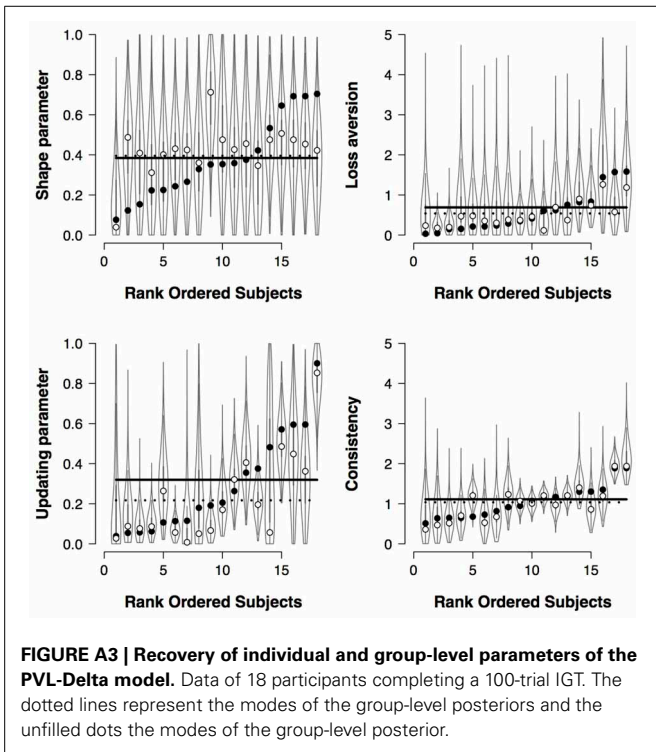 1.0
0.8
0.6
0.4
0.2
0.0
Shape parameter
0 5 10 15
Rank Ordered Subjects
5
4
3
2
1
0
Loss aversion
0 5 10 15
Rank Ordered Subjects
1.0
0.8
0.6
0.4
0.2
0.0
Updating parameter
0 5 10 15
Rank Ordered Subjects
5
4
3
2
1
0
Consistency
0 5 10 15
Rank Ordered Subjects
FIGURE A3 | Recovery of individual and group-level parameters of the
PVL-Delta model. Data of 18 participants completing a 100-trial IGT. The
dotted lines represent the modes of the group-level posteriors and the
unfilled dots the modes of the group-level posterior.